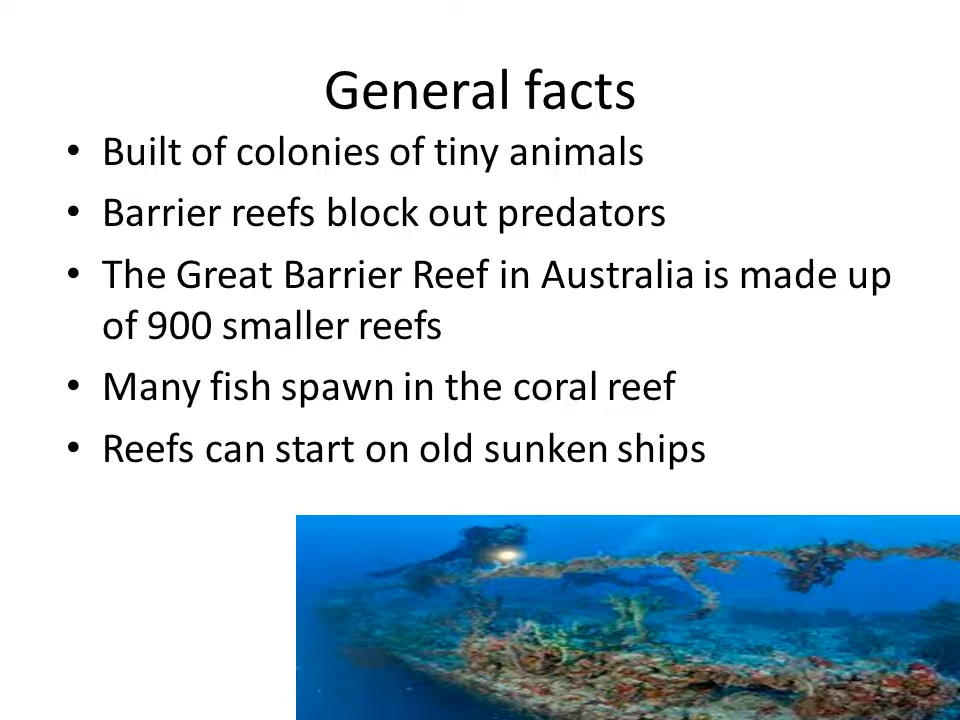 General facts
• Built of colonies of tiny animals
• Barrier reefs block out predators
• The Great Barrier Reef in Australia is made up
of 900 smaller reefs
• Many fish spawn in the coral reef
• Reefs can start on old sunken ships